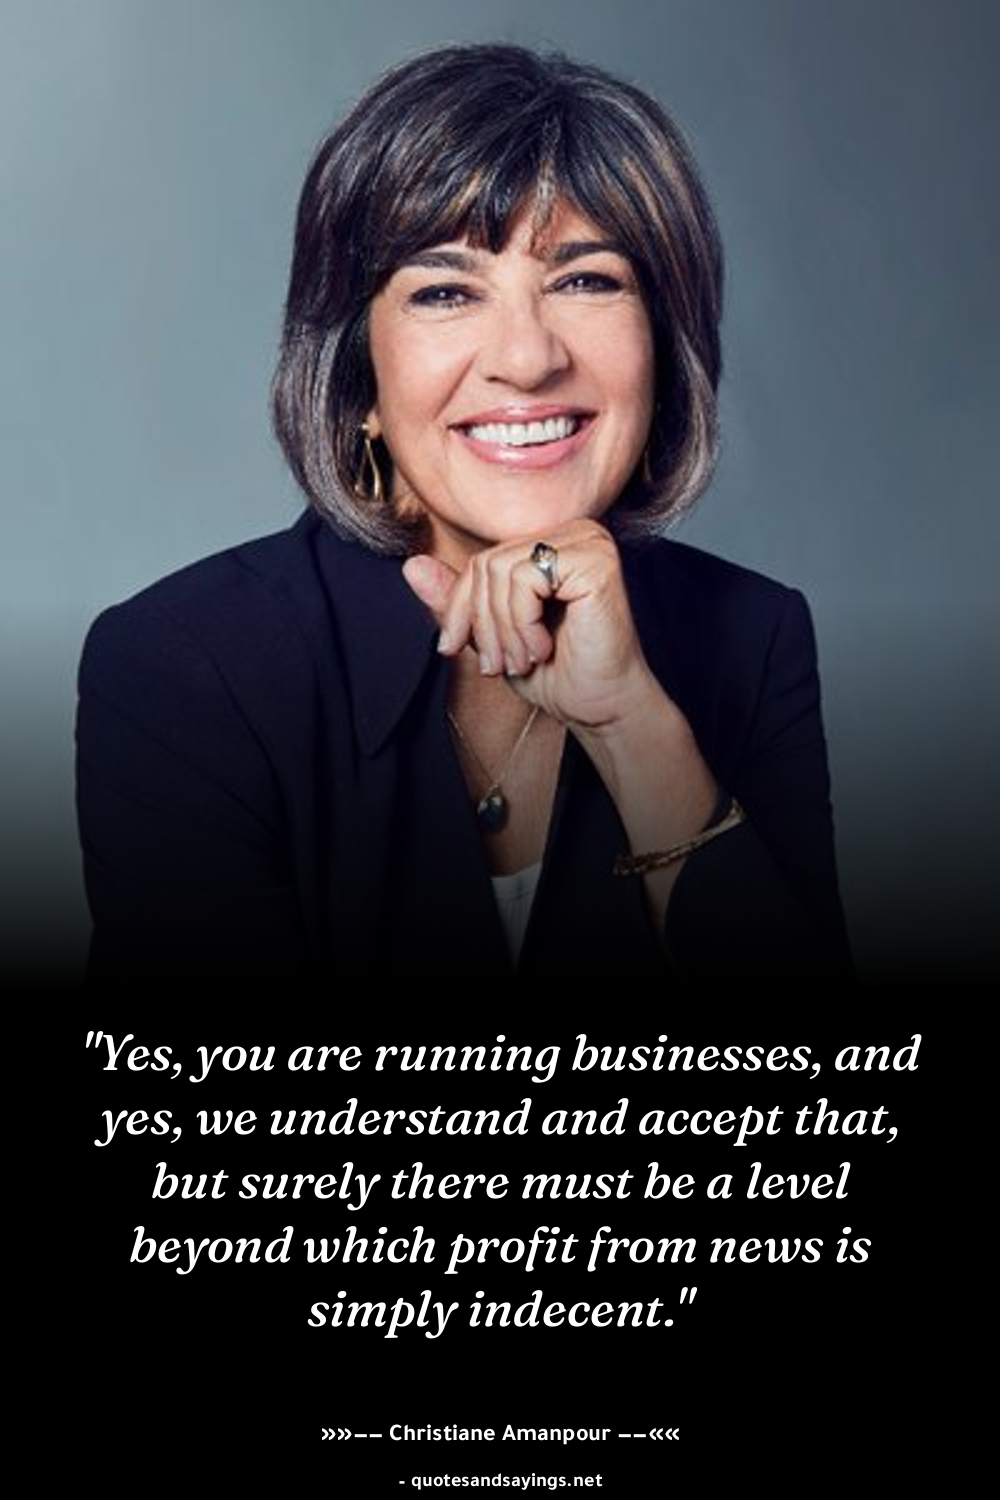 "Yes, you are running businesses, and
yes, we understand and accept that,
but surely there must be a level
beyond which profit from news is
simply indecent."
»»−− Christiane Amanpour −−««
- quotesandsayings.net